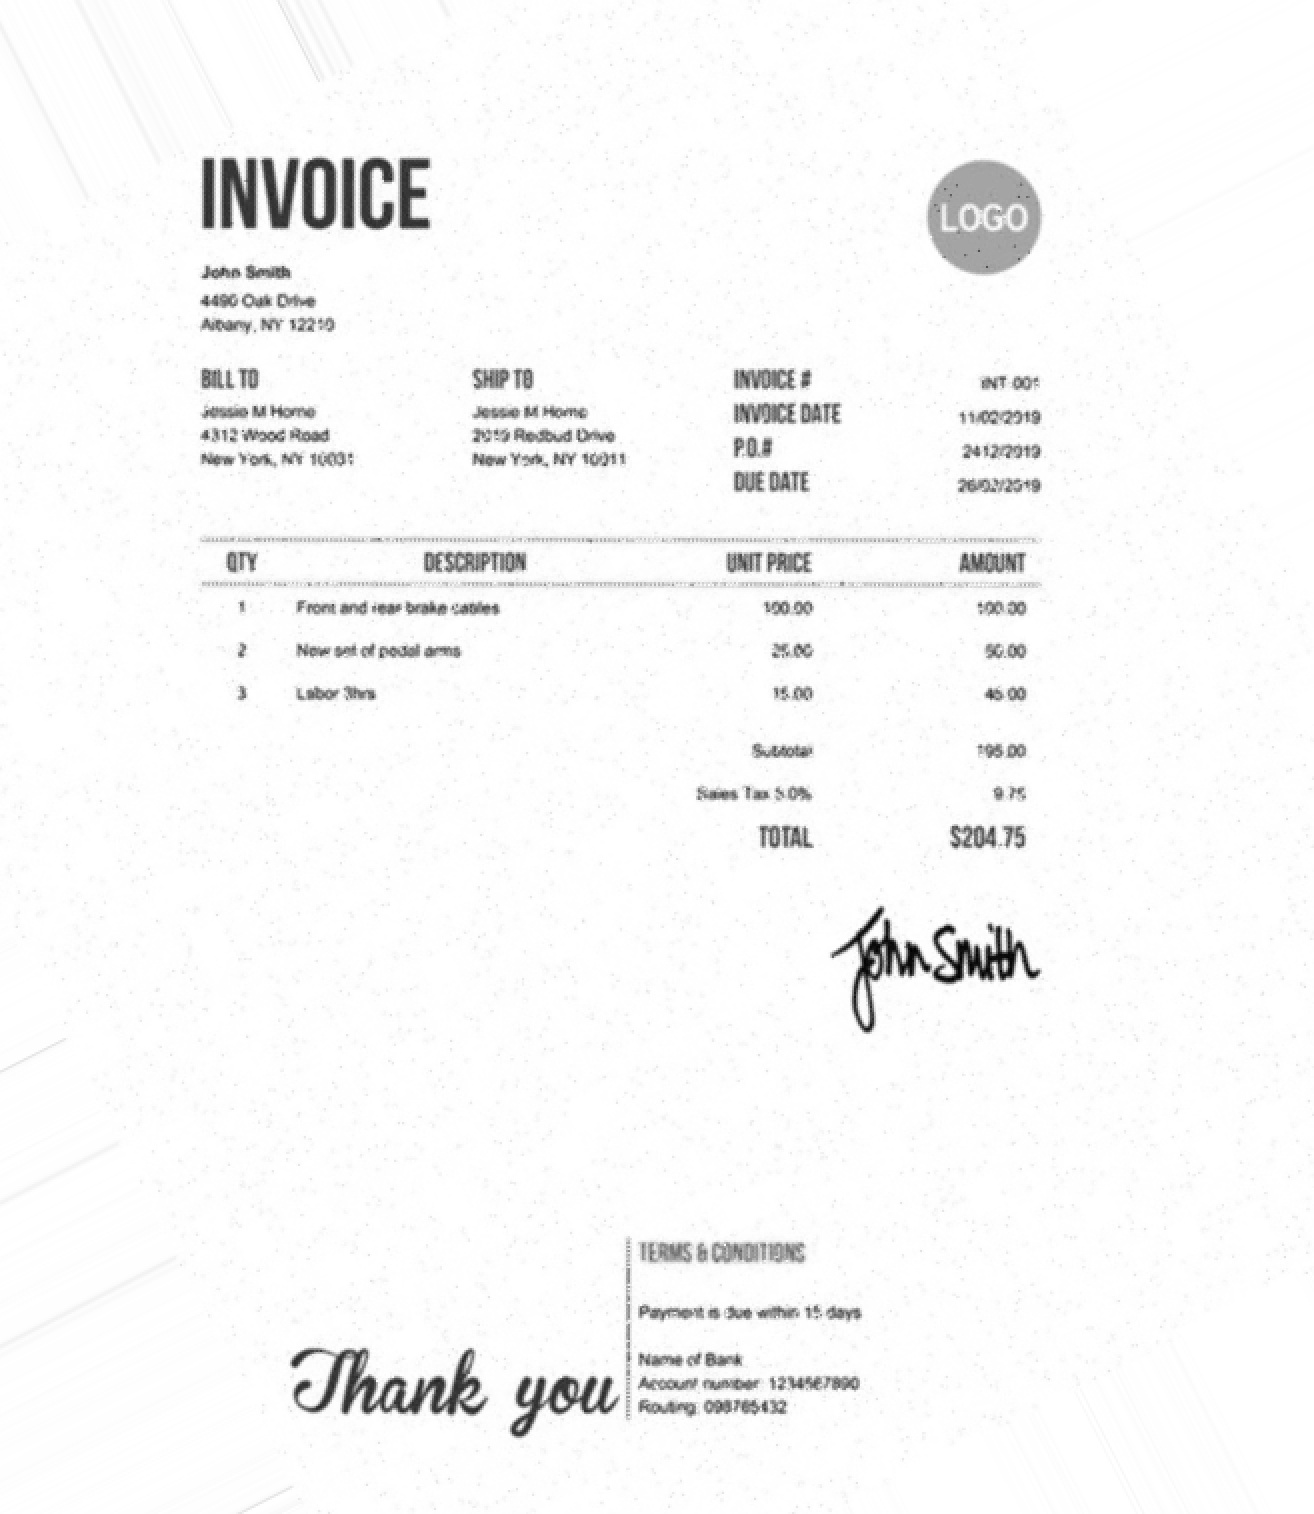 INVOICE
LOGO
John Smith
4490 Oak Drive
Albany, NY 12210
BILL TO
Jessie M Horne
4312 Wood Road
New York, NY 10031
SHIP TO
Jessie M Horne
2019 Redbud Drive
New York, NY 10011
INVOICE # INT-001
INVOICE DATE 11/02/2019
P.O.# 2412/2019
DUE DATE 26/02/2019
QTY DESCRIPTION UNIT PRICE AMOUNT
1 Front and rear brake cables 100.00 100.00
2 New set of pedal arms 25.00 50.00
3 Labor 3hrs 15.00 45.00
Subtotal 195.00
Sales Tax 5.0% 9.75
TOTAL $204.75
John Smith
TERMS & CONDITIONS
Payment is due within 15 days
Name of Bank
Account number: 1234567890
Routing: 098765432
Thank you